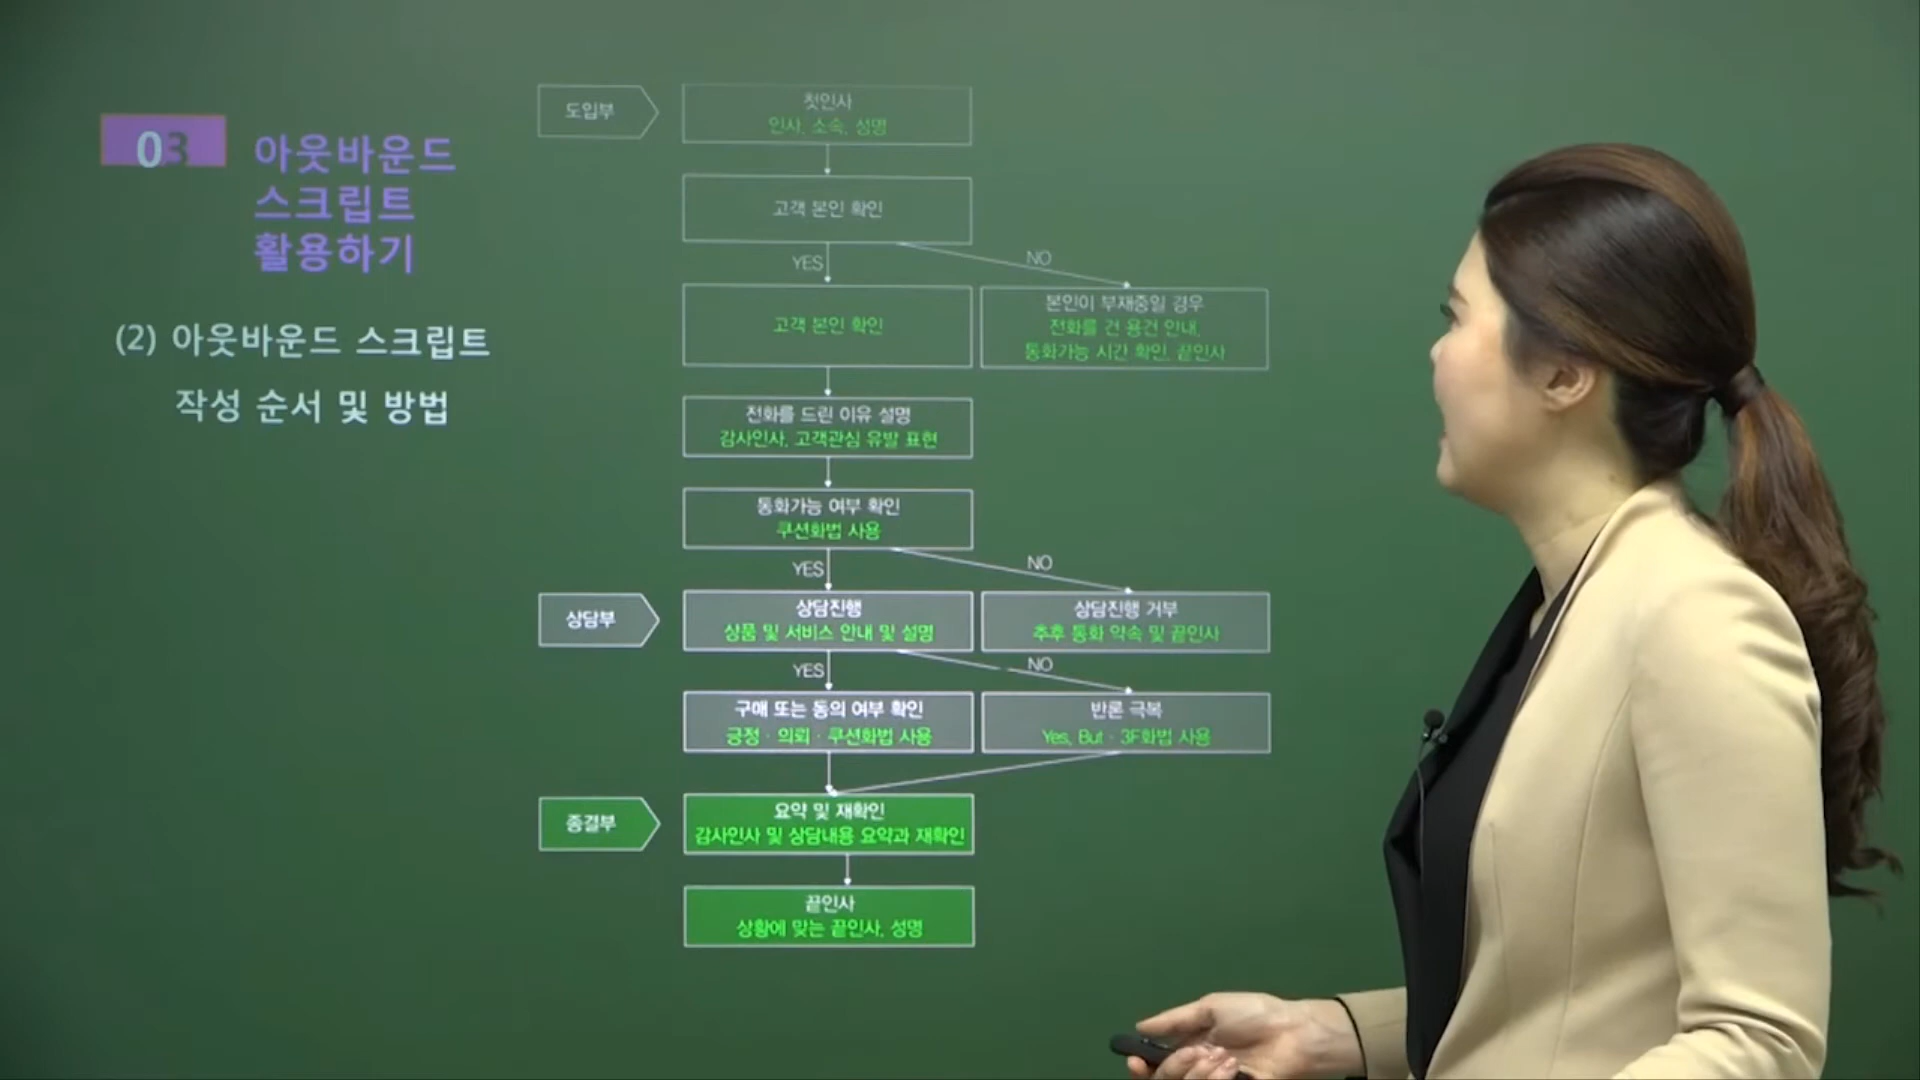 03
아웃바운드
스크립트
활용하기
(2) 아웃바운드 스크립트
작성 순서 및 방법
도입부
첫인사
인사, 소속, 성명
고객 본인 확인
YES
NO
고객 본인 확인
본인이 부재중일 경우
전화를 건 용건 안내,
통화가능 시간 확인, 끝인사
전화를 드린 이유 설명
감사인사, 고객관심 유발 표현
통화가능 여부 확인
쿠션화법 사용
YES
NO
상담부
상담진행
상품 및 서비스 안내 및 설명
상담진행 거부
추후 통화 약속 및 끝인사
YES
NO
구매 또는 동의 여부 확인
긍정 · 의뢰 · 쿠션화법 사용
반론 극복
Yes, But · 3F화법 사용
종결부
요약 및 재확인
감사인사 및 상담내용 요약과 재확인
끝인사
상황에 맞는 끝인사, 성명